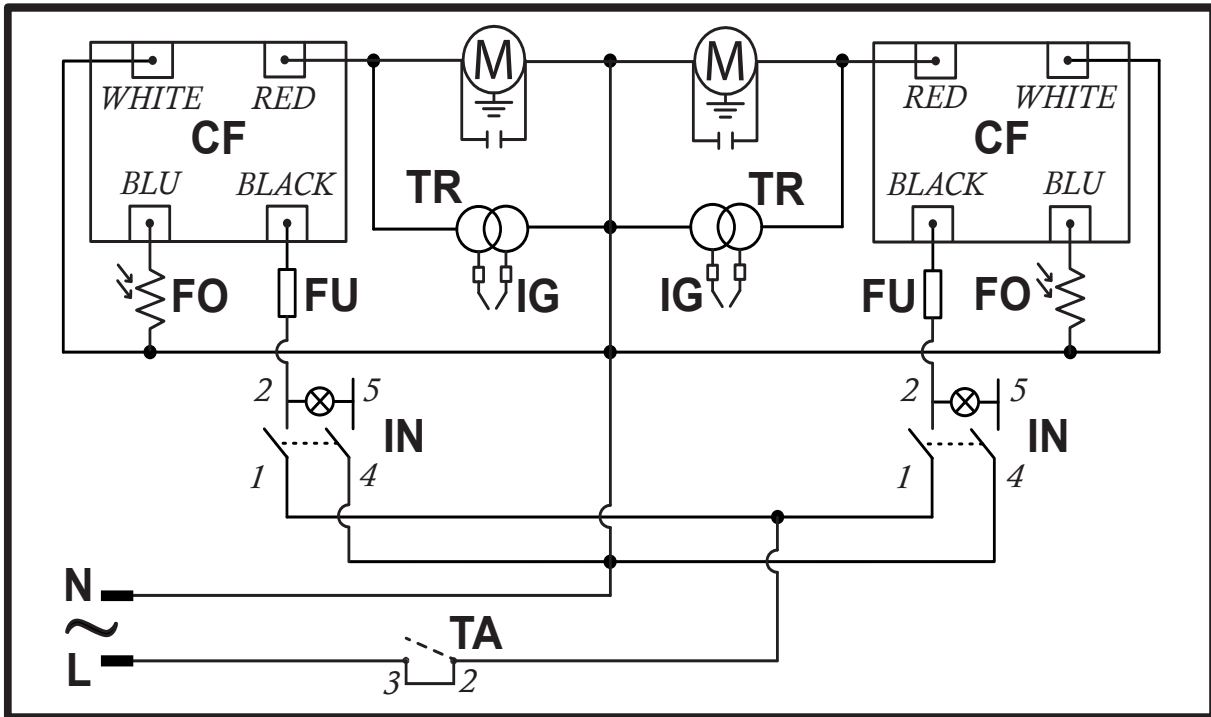 M M
WHITE RED RED WHITE
CF CF
BLU BLACK BLACK BLU
TR TR
FO FU IG IG FU FO
2 5 2 5
IN IN
1 4 1 4
N
~ TA
L 3 2